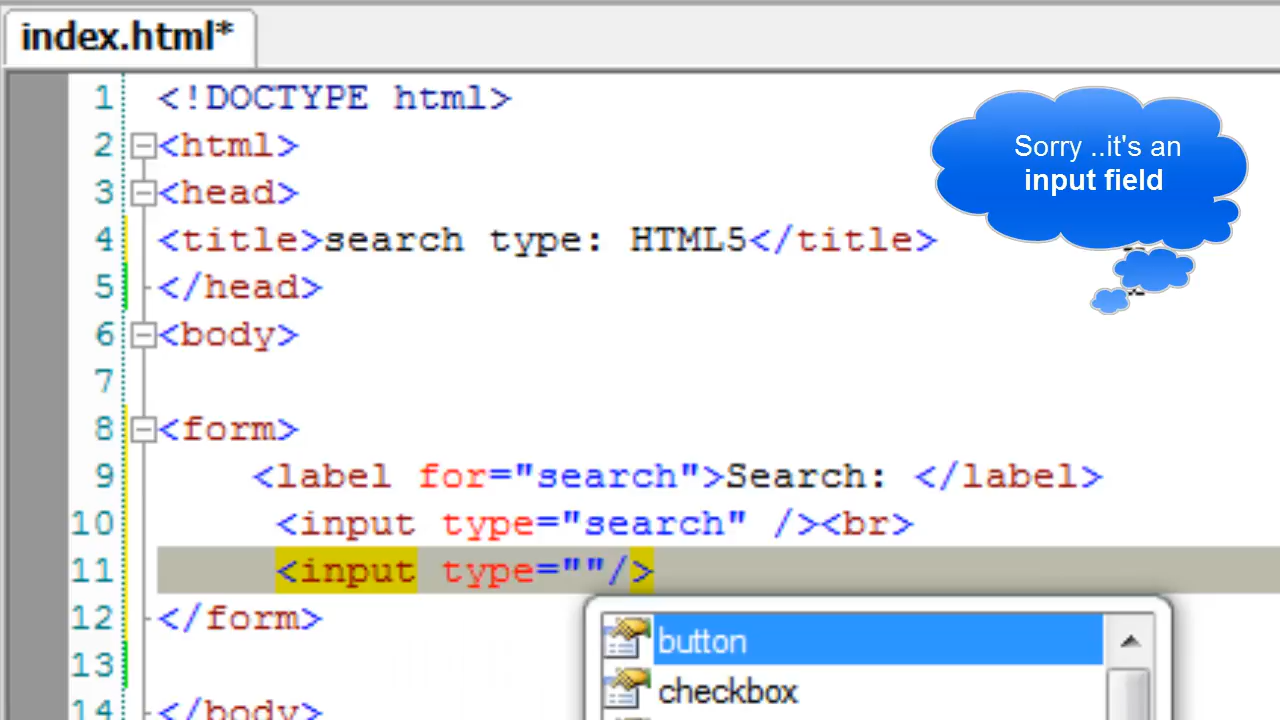 index.html*
1 <!DOCTYPE html>
2 <html>
3 <head>
4 <title>search type: HTML5</title>
5 </head>
6 <body>
7
8 <form>
9 <label for="search">Search: </label>
10 <input type="search" /><br>
11 <input type=""/>
12 </form>
13
14 </body>
button
checkbox
Sorry ..it's an
input field